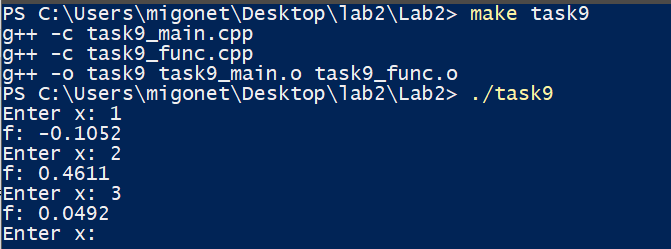 PS C:\Users\migonet\Desktop\lab2\Lab2> make task9
g++ -c task9_main.cpp
g++ -c task9_func.cpp
g++ -o task9 task9_main.o task9_func.o
PS C:\Users\migonet\Desktop\lab2\Lab2> ./task9
Enter x: 1
f: -0.1052
Enter x: 2
f: 0.4611
Enter x: 3
f: 0.0492
Enter x: